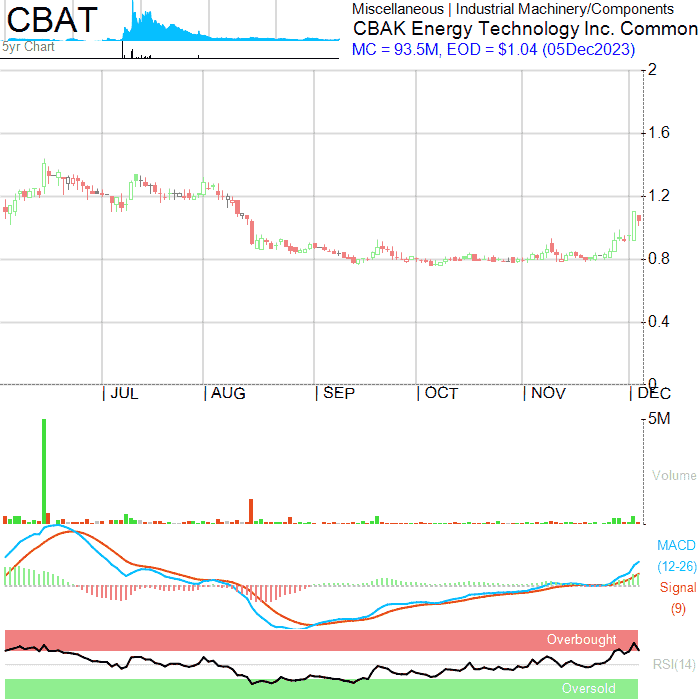 CBAT
5yr Chart
Miscellaneous | Industrial Machinery/Components
CBAK Energy Technology Inc. Common
MC = 93.5M, EOD = $1.04 (05Dec2023)
2
1.6
1.2
0.8
0.4
0
| JUL | AUG | SEP | OCT | NOV | DEC
5M
Volume
MACD
(12-26)
Signal
(9)
Overbought
RSI(14)
Oversold